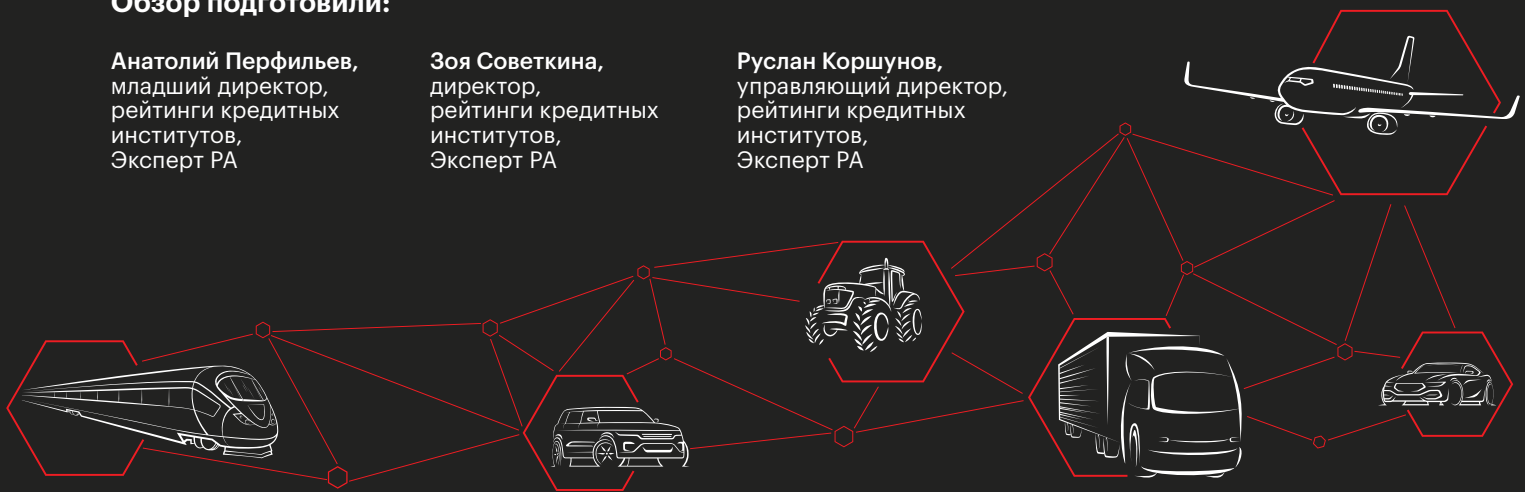 Обзор подготовили:
Анатолий Перфильев,
младший директор,
рейтинги кредитных
институтов,
Эксперт РА
Зоя Советкина,
директор,
рейтинги кредитных
институтов,
Эксперт РА
Руслан Коршунов,
управляющий директор,
рейтинги кредитных
институтов,
Эксперт РА